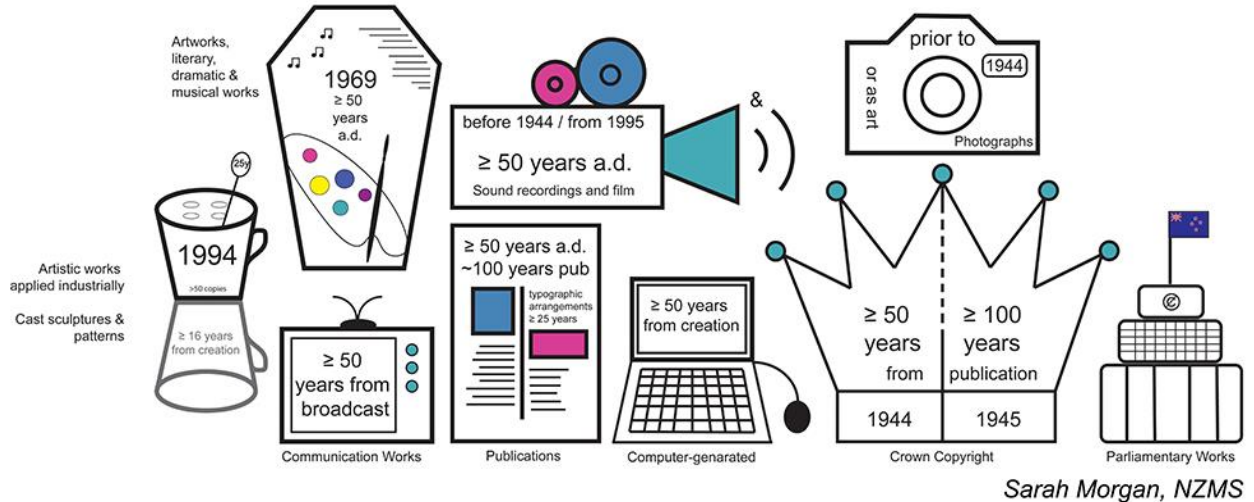 Artworks,
literary,
dramatic &
musical works
1969
≥ 50
years
a.d.
25y
1994
>50 copies
≥ 16 years
from creation
Artistic works
applied industrially
Cast sculptures &
patterns
before 1944 / from 1995
≥ 50 years a.d.
Sound recordings and film
&
prior to
1944
or as art
Photographs
≥ 50
years from
broadcast
Communication Works
≥ 50 years a.d.
~100 years pub
typographic
arrangements
≥ 25 years
Publications
≥ 50 years
from creation
Computer-genarated
≥ 50
years
from
1944
≥ 100
years
publication
1945
Crown Copyright
Parliamentary Works
Sarah Morgan, NZMS